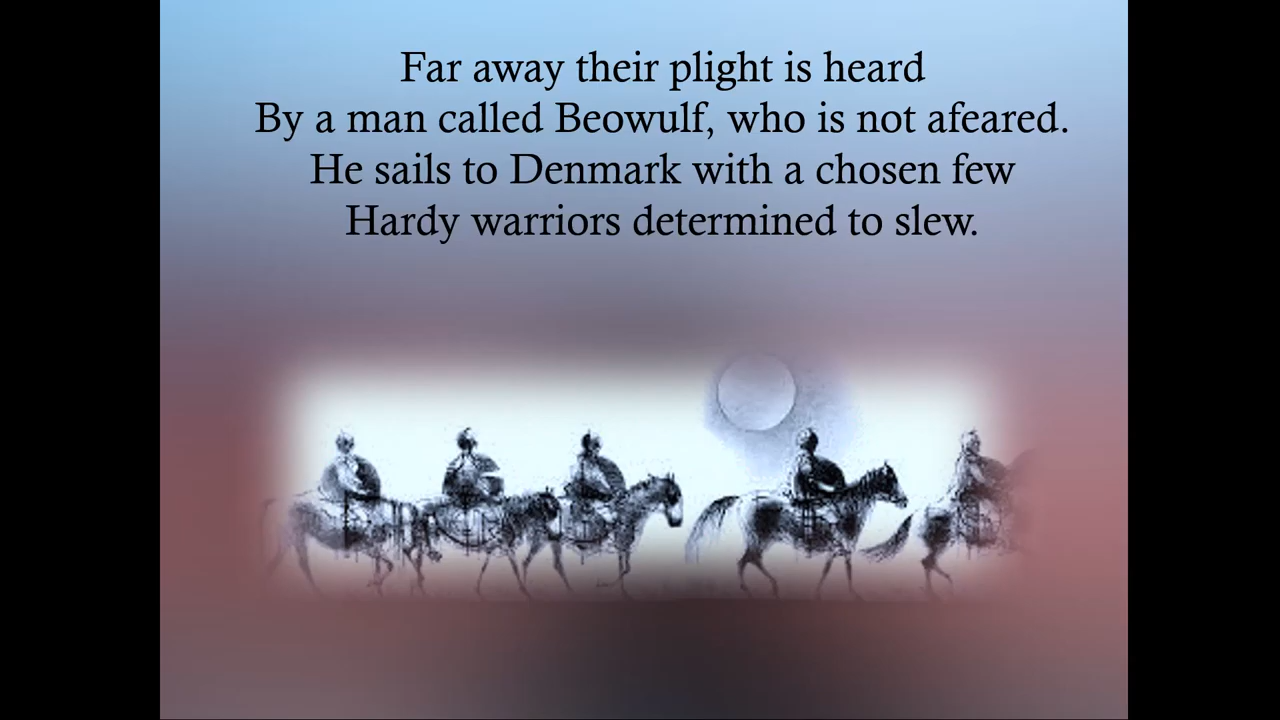 Far away their plight is heard
By a man called Beowulf, who is not afeared.
He sails to Denmark with a chosen few
Hardy warriors determined to slew.